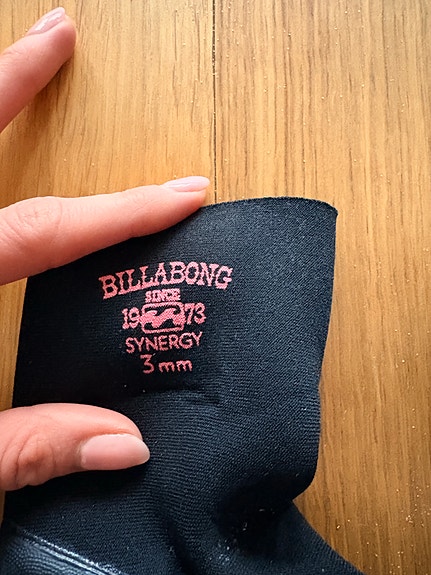 BILLABONG
SINCE
19 73
SYNERGY
3mm